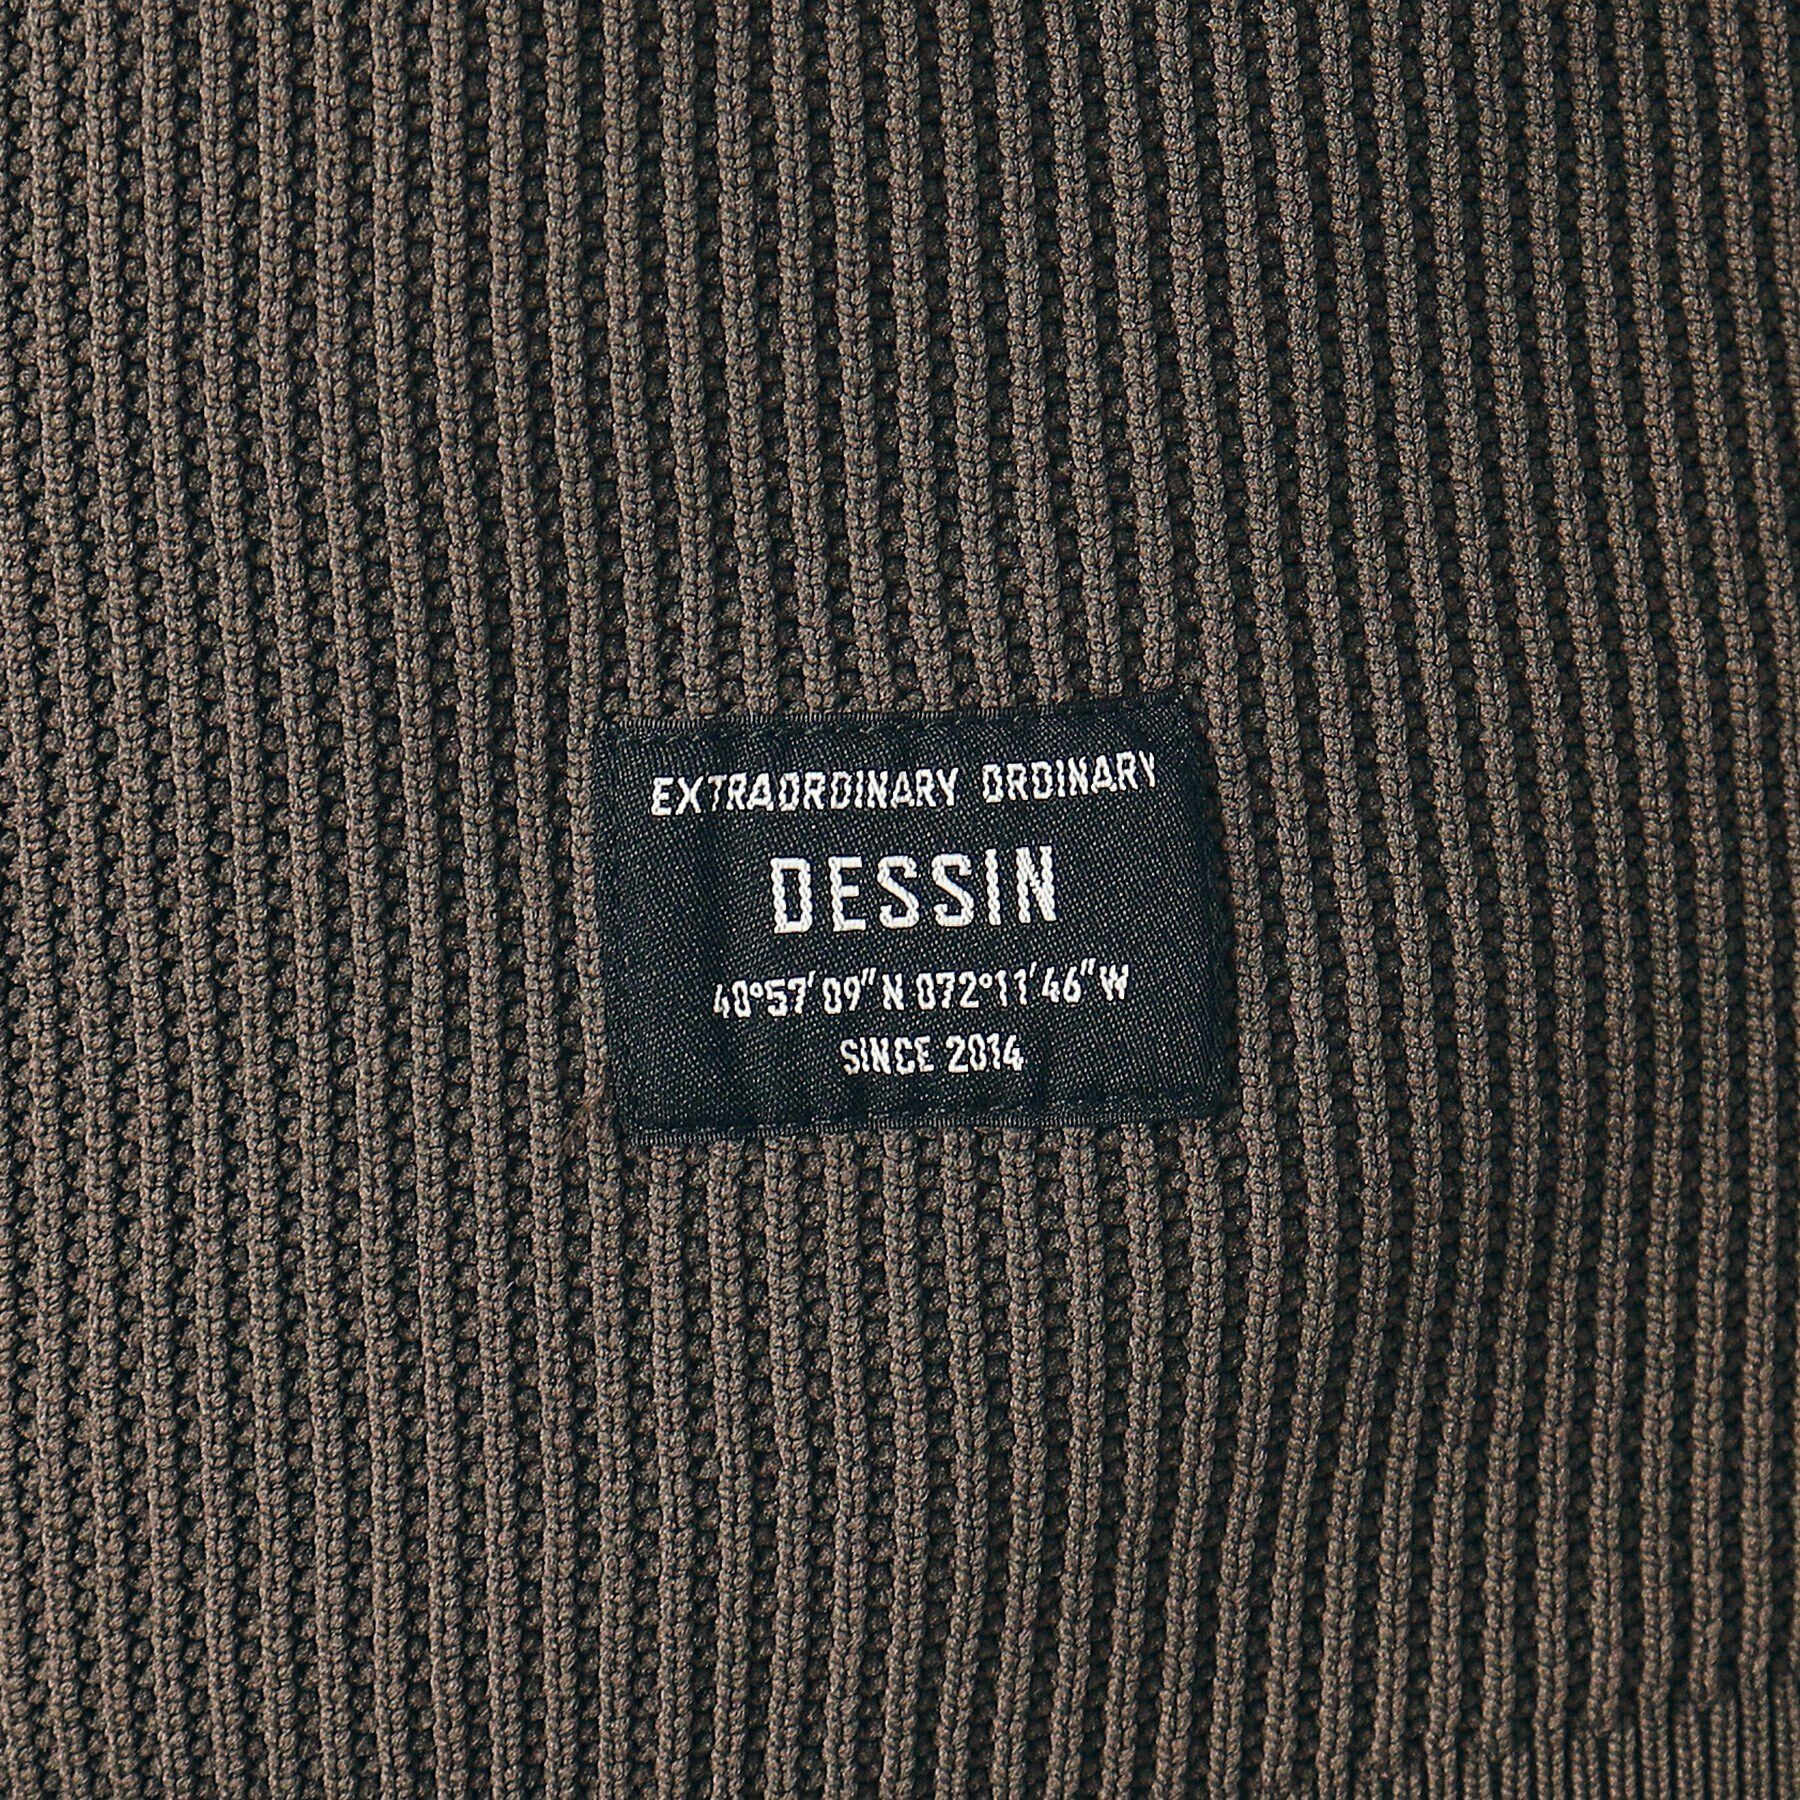 EXTRAORDINARY ORDINARY
DESSIN
40°57′09″N 072°11′46″W
SINCE 2014